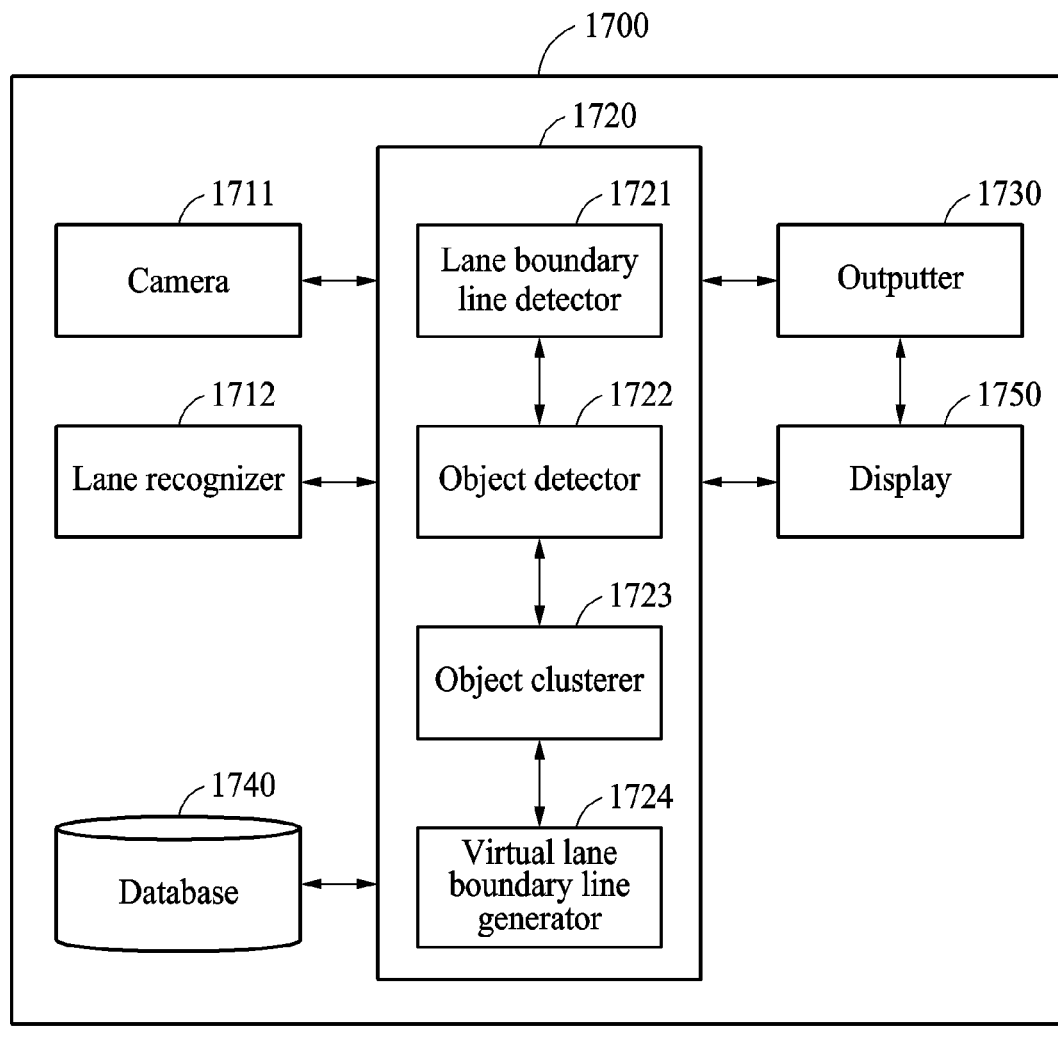 1700
1720
1711
1721
1730
Camera
Lane boundary
line detector
Outputter
1712
1722
1750
Lane recognizer
Object detector
Display
1723
Object clusterer
1740
1724
Database
Virtual lane
boundary line
generator